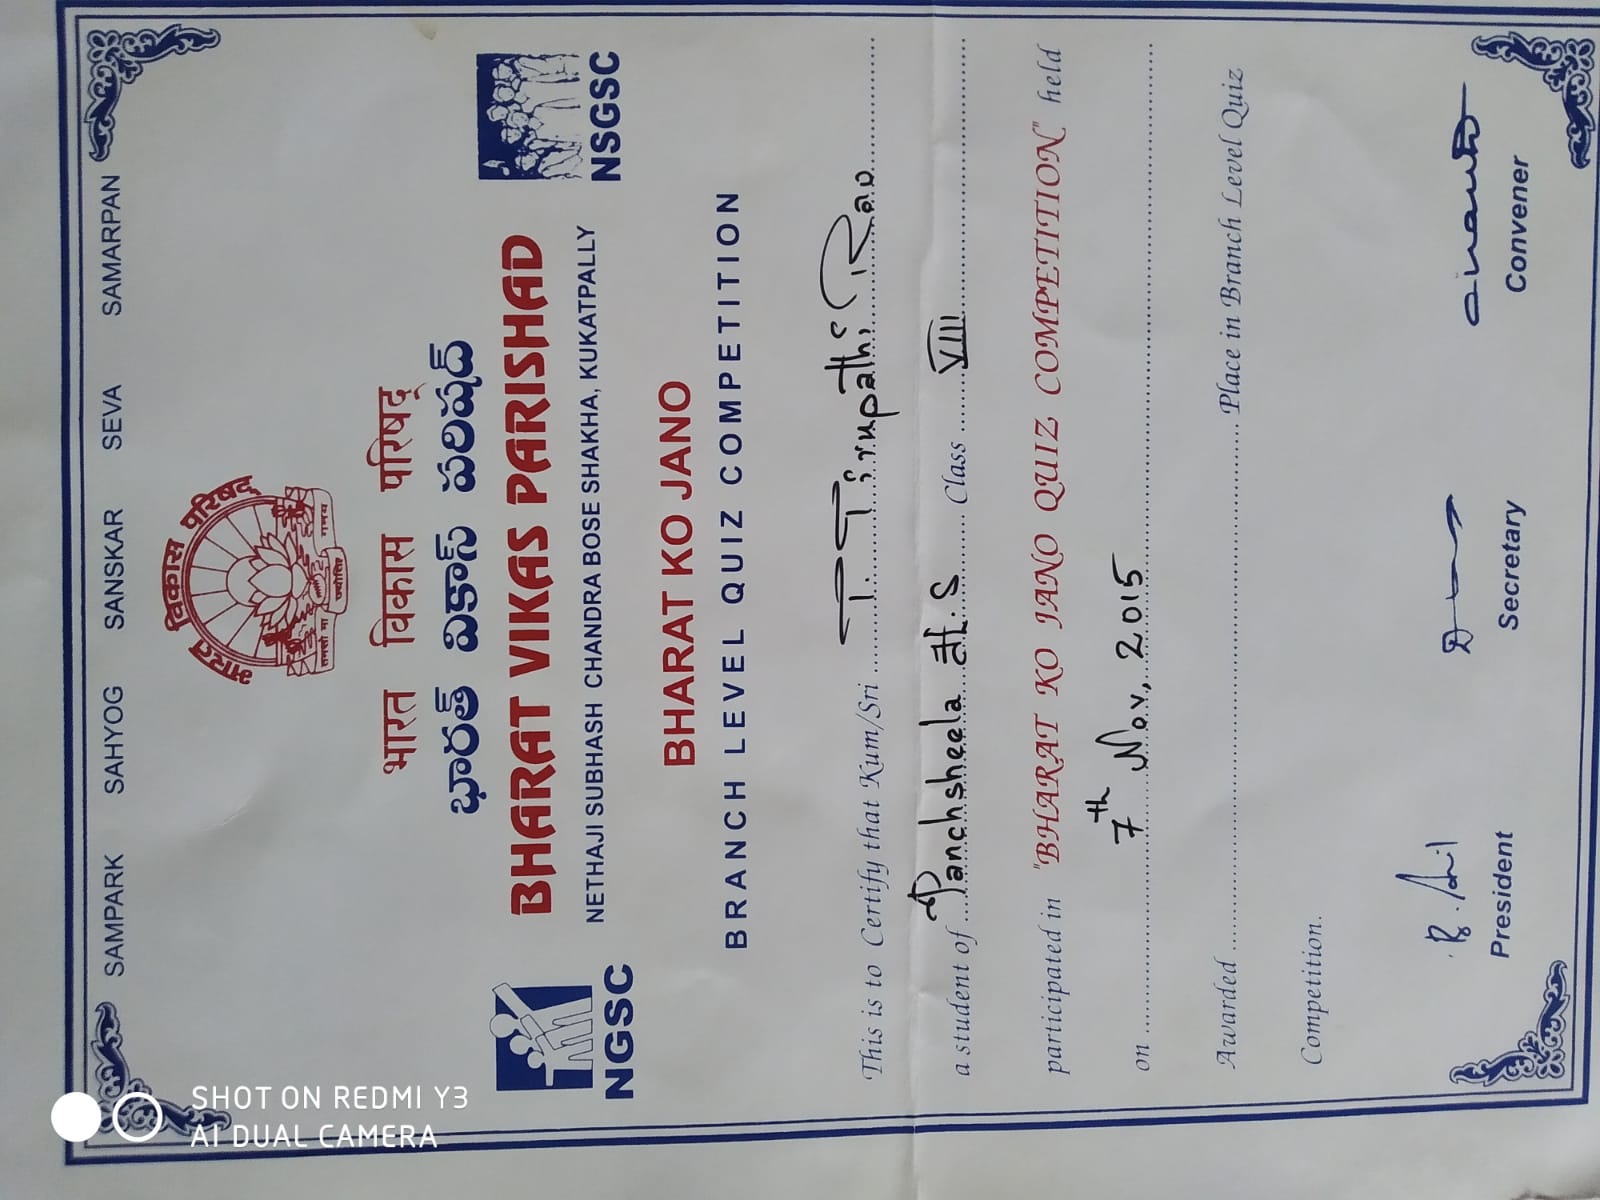 SAMPARK SAHYOG SANSKAR SEVA SAMARPAN
भारत विकास परिषद्
तमसो मा ज्योतिर्गमय
भारत विकास परिषद्
భారత్ వికాస్ పరిషద్
BHARAT VIKAS PARISHAD
NETHAJI SUBHASH CHANDRA BOSE SHAKHA, KUKATPALLY
NGSC
NSGSC
BHARAT KO JANO
BRANCH LEVEL QUIZ COMPETITION
This is to Certify that Kum/Sri T. Tirupathi Rao
a student of Panchsheela H.S Class VIII
participated in "BHARAT KO JANO QUIZ COMPETITION" held
on 7th Nov, 2015
Awarded Place in Branch Level Quiz
Competition.
President Secretary Convener
SHOT ON REDMI Y3
AI DUAL CAMERA